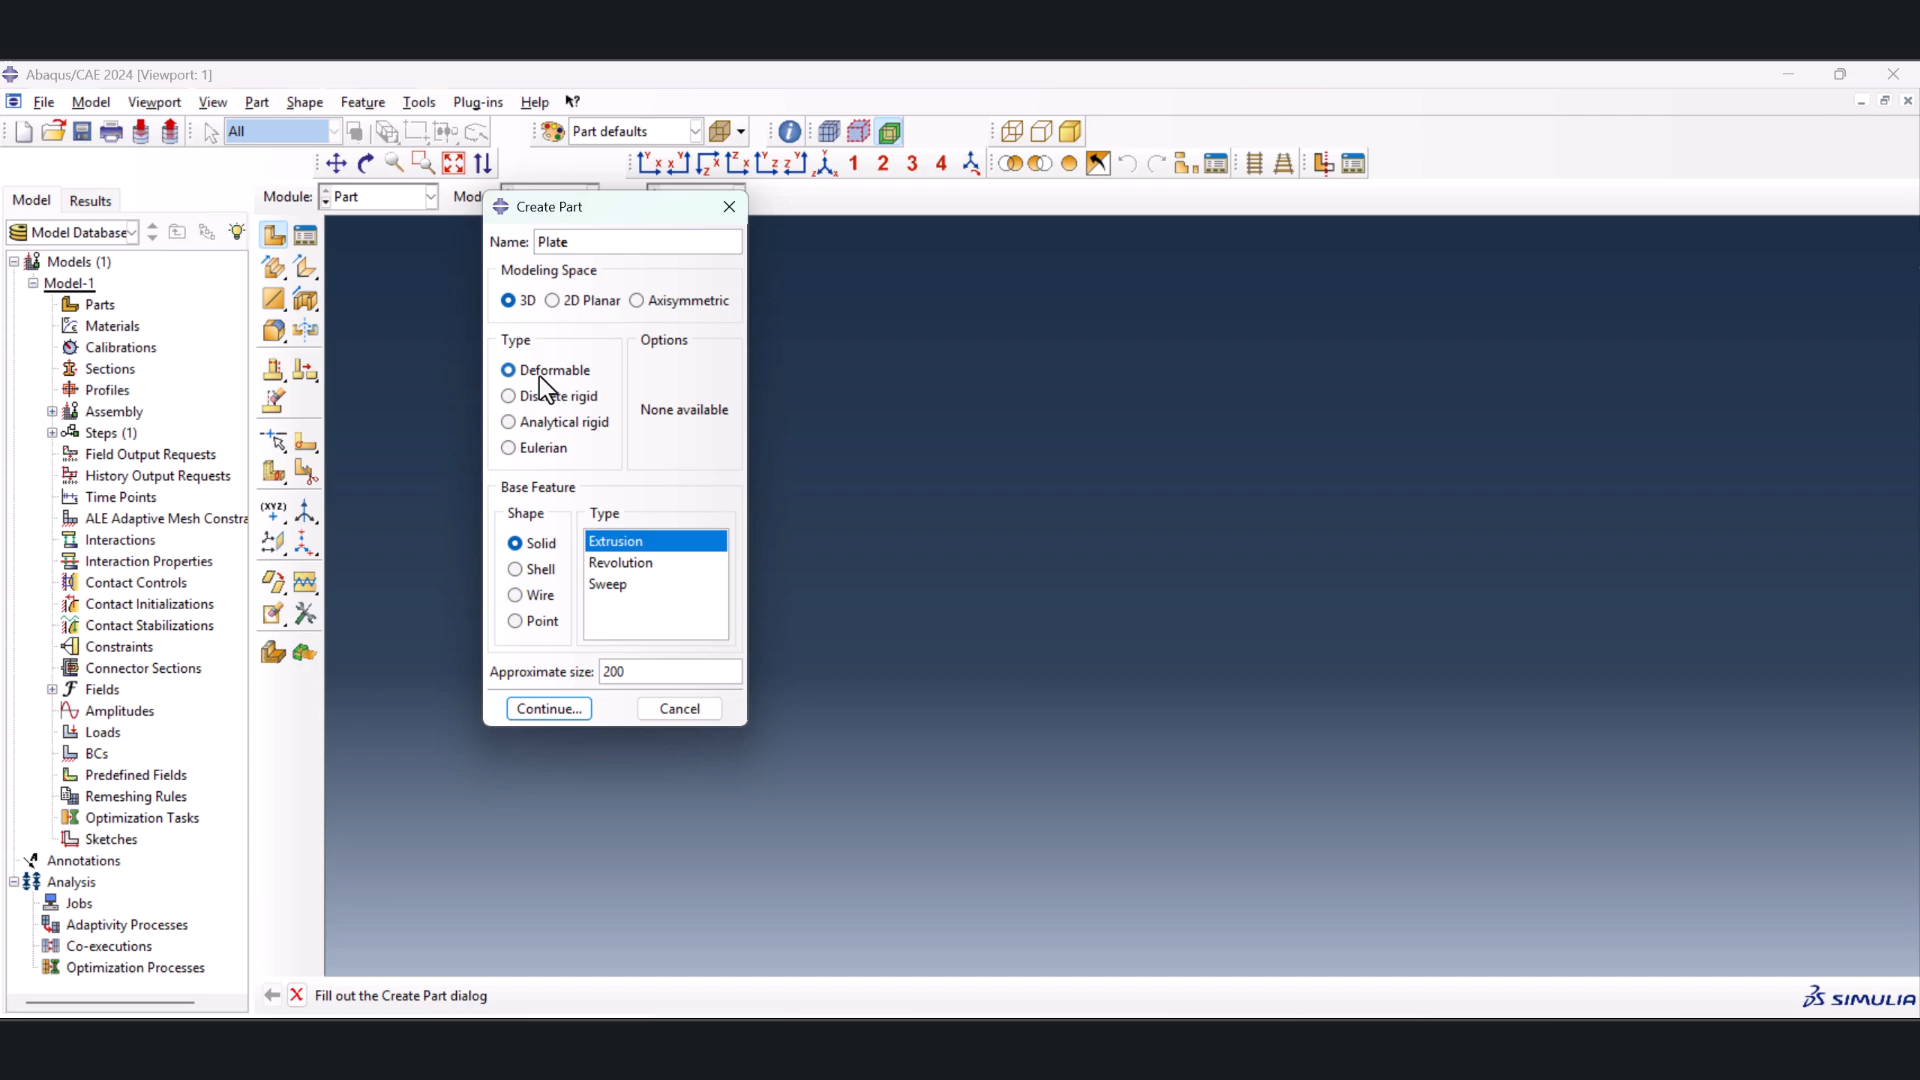 Abaqus/CAE 2024 [Viewport: 1]
File Model Viewport View Part Shape Feature Tools Plug-ins Help
All
Part defaults
1 2 3 4
Model Results
Module: Part
Model Database
Models (1)
Model-1
Parts
Materials
Calibrations
Sections
Profiles
Assembly
Steps (1)
Field Output Requests
History Output Requests
Time Points
ALE Adaptive Mesh Constra
Interactions
Interaction Properties
Contact Controls
Contact Initializations
Contact Stabilizations
Constraints
Connector Sections
Fields
Amplitudes
Loads
BCs
Predefined Fields
Remeshing Rules
Optimization Tasks
Sketches
Annotations
Analysis
Jobs
Adaptivity Processes
Co-executions
Optimization Processes
(XYZ)
Create Part
Name: Plate
Modeling Space
3D 2D Planar Axisymmetric
Type
Deformable
rigid
Analytical rigid
Eulerian
Options
None available
Base Feature
Shape
Solid
Shell
Wire
Point
Type
Extrusion
Revolution
Sweep
Approximate size: 200
Continue... Cancel
Fill out the Create Part dialog
SIMULIA